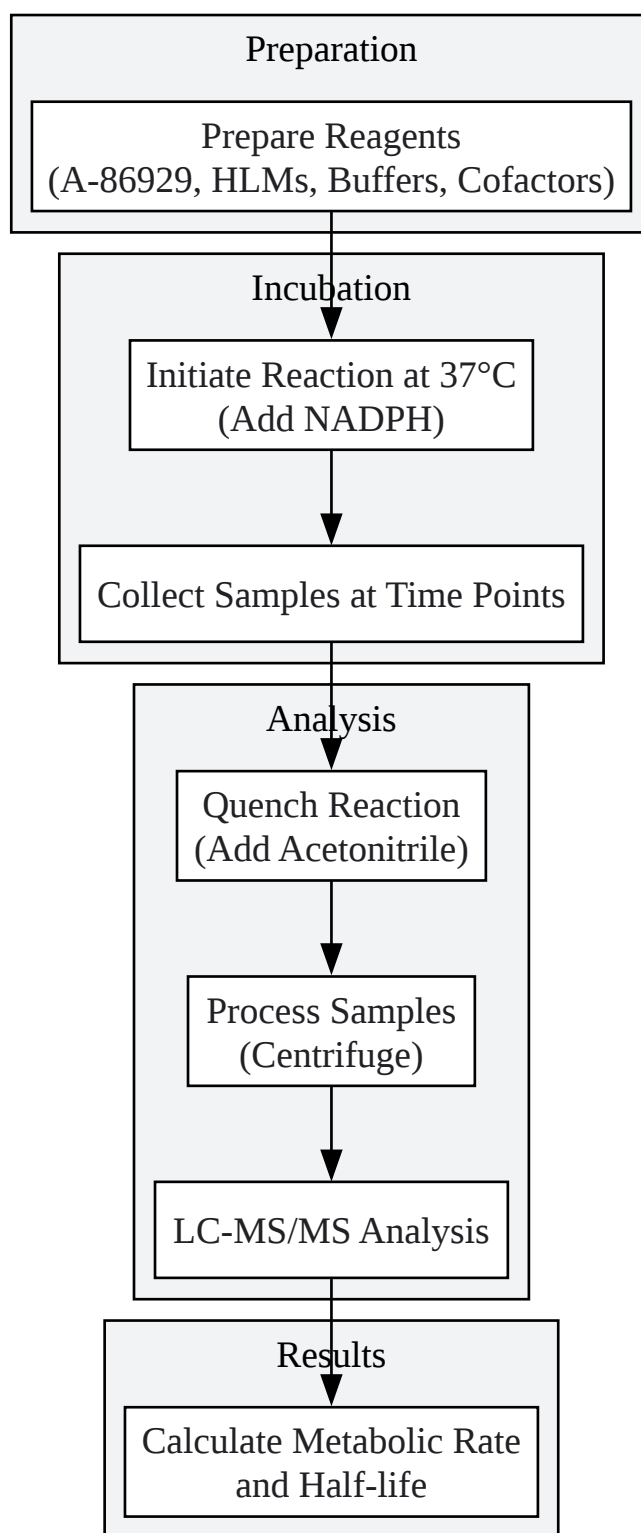 Preparation
Prepare Reagents
(A-86929, HLMs, Buffers, Cofactors)
Incubation
Initiate Reaction at 37°C
(Add NADPH)
Collect Samples at Time Points
Analysis
Quench Reaction
(Add Acetonitrile)
Process Samples
(Centrifuge)
LC-MS/MS Analysis
Results
Calculate Metabolic Rate
and Half-life